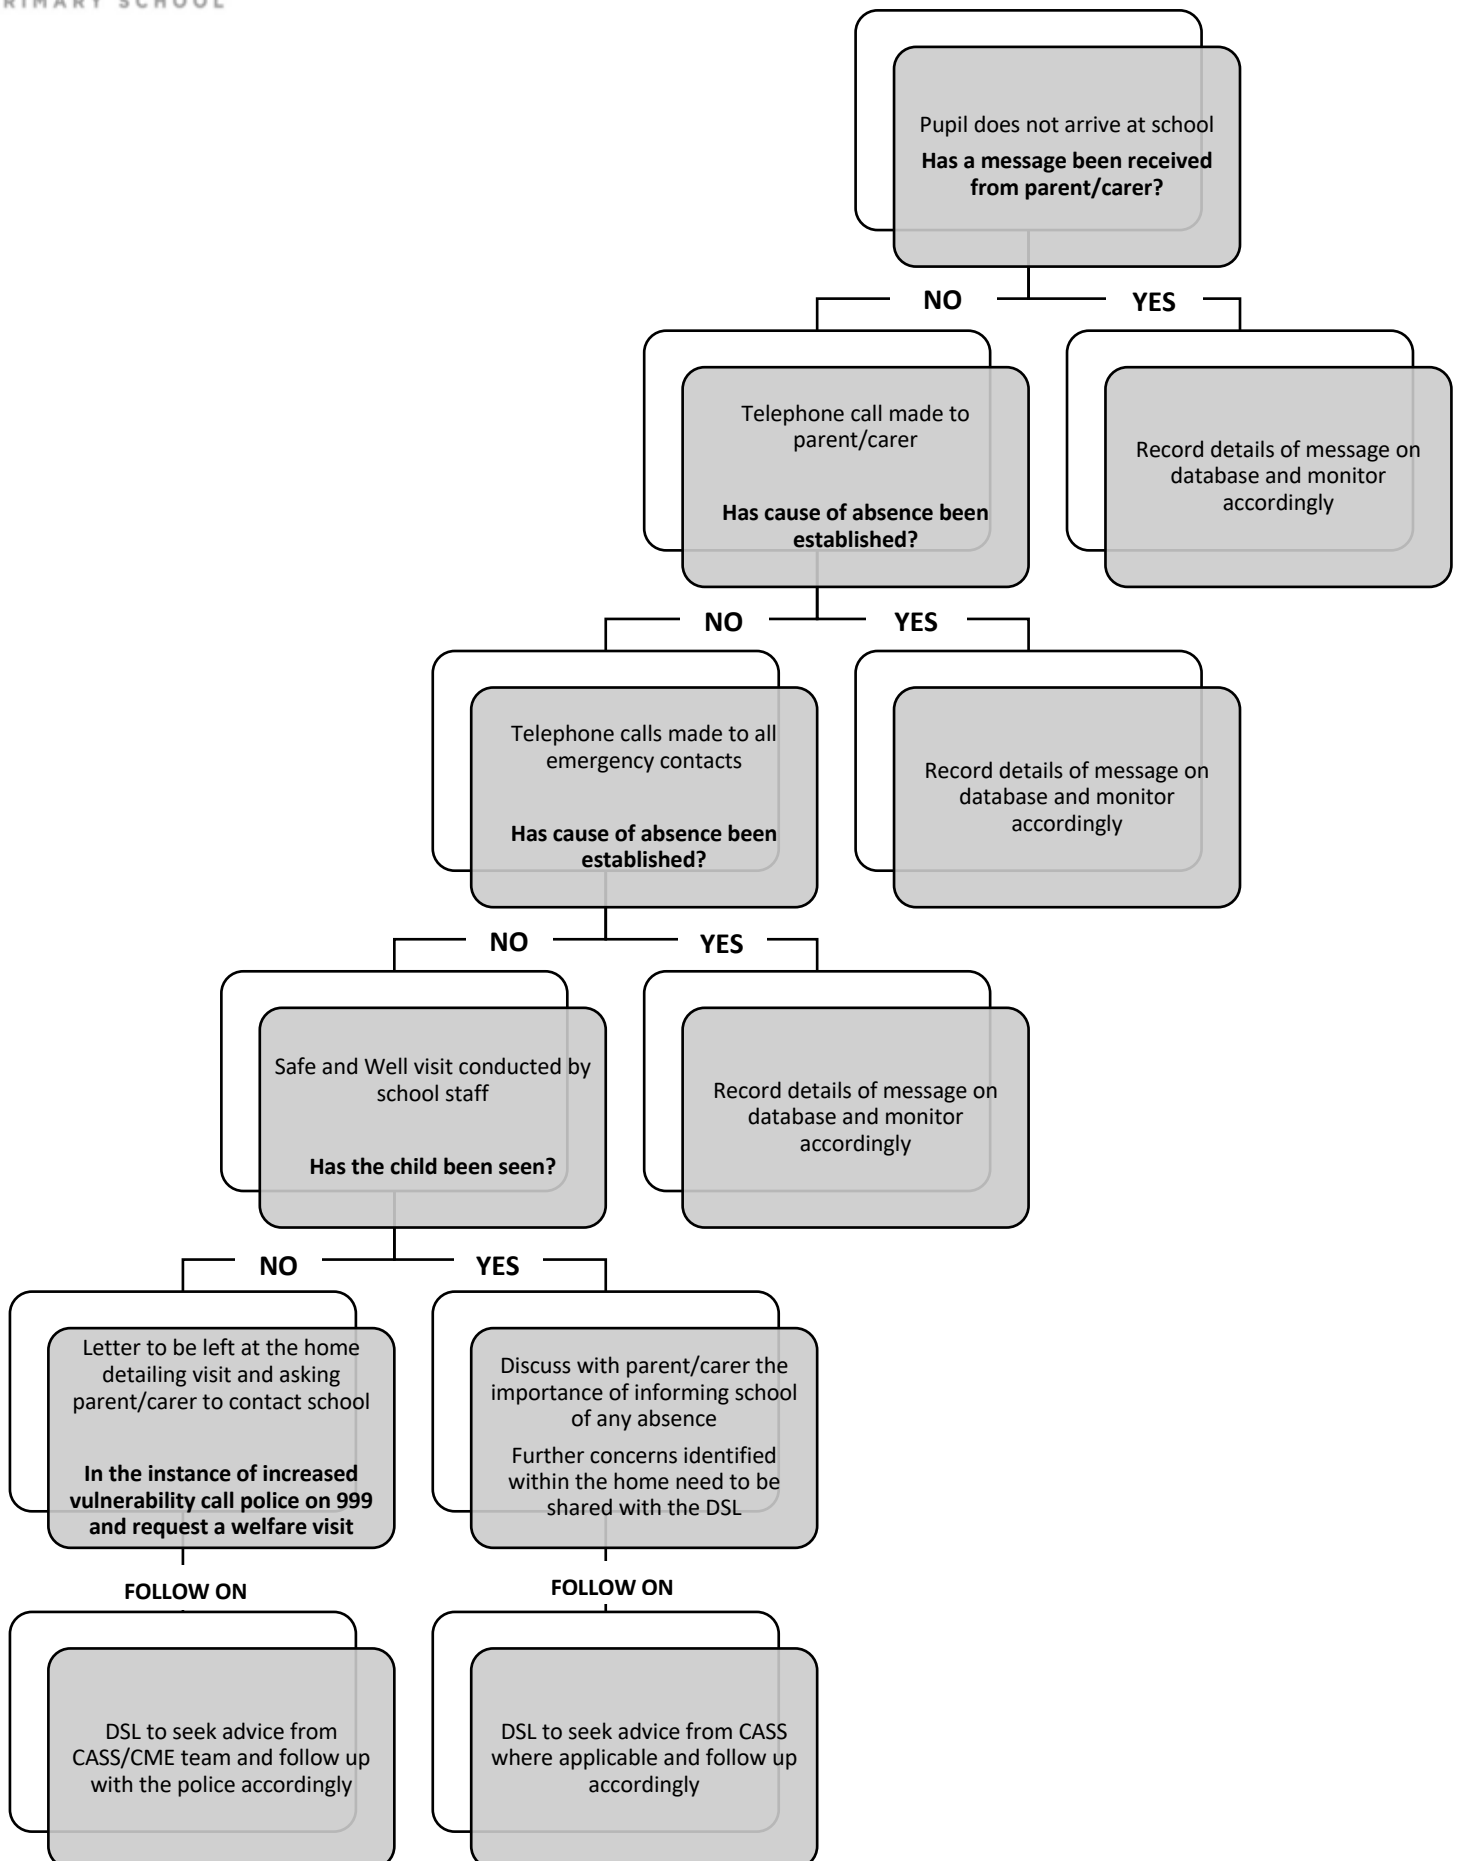 PRIMARY SCHOOL
Pupil does not arrive at school
Has a message been received
from parent/carer?
NO
YES
Telephone call made to
parent/carer
Has cause of absence been
established?
Record details of message on
database and monitor
accordingly
NO
YES
Telephone calls made to all
emergency contacts
Has cause of absence been
established?
Record details of message on
database and monitor
accordingly
NO
YES
Safe and Well visit conducted by
school staff
Has the child been seen?
Record details of message on
database and monitor
accordingly
NO
YES
Letter to be left at the home
detailing visit and asking
parent/carer to contact school
In the instance of increased
vulnerability call police on 999
and request a welfare visit
Discuss with parent/carer the
importance of informing school
of any absence
Further concerns identified
within the home need to be
shared with the DSL
FOLLOW ON
FOLLOW ON
DSL to seek advice from
CASS/CME team and follow up
with the police accordingly
DSL to seek advice from CASS
where applicable and follow up
accordingly